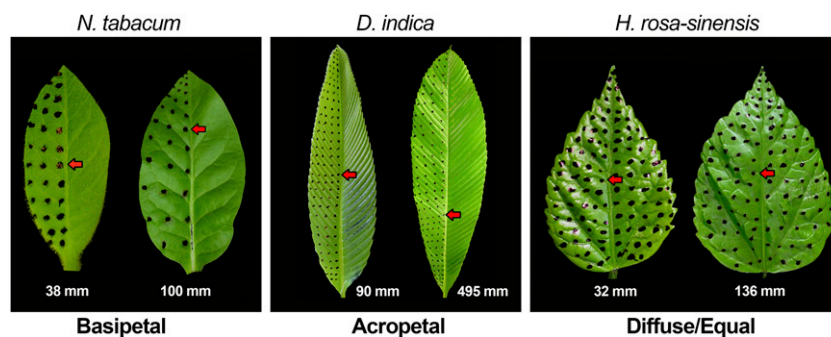 N. tabacum
D. indica
H. rosa-sinensis
38 mm
100 mm
90 mm
495 mm
32 mm
136 mm
Basipetal
Acropetal
Diffuse/Equal